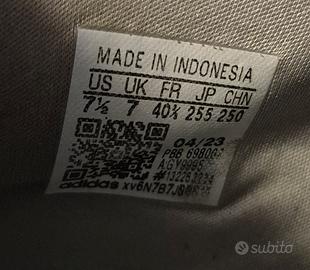 MADE IN INDONESIA
US UK FR JP CHN
7½ 7 40⅔ 255 250
04/23
PBB
adidas
subito